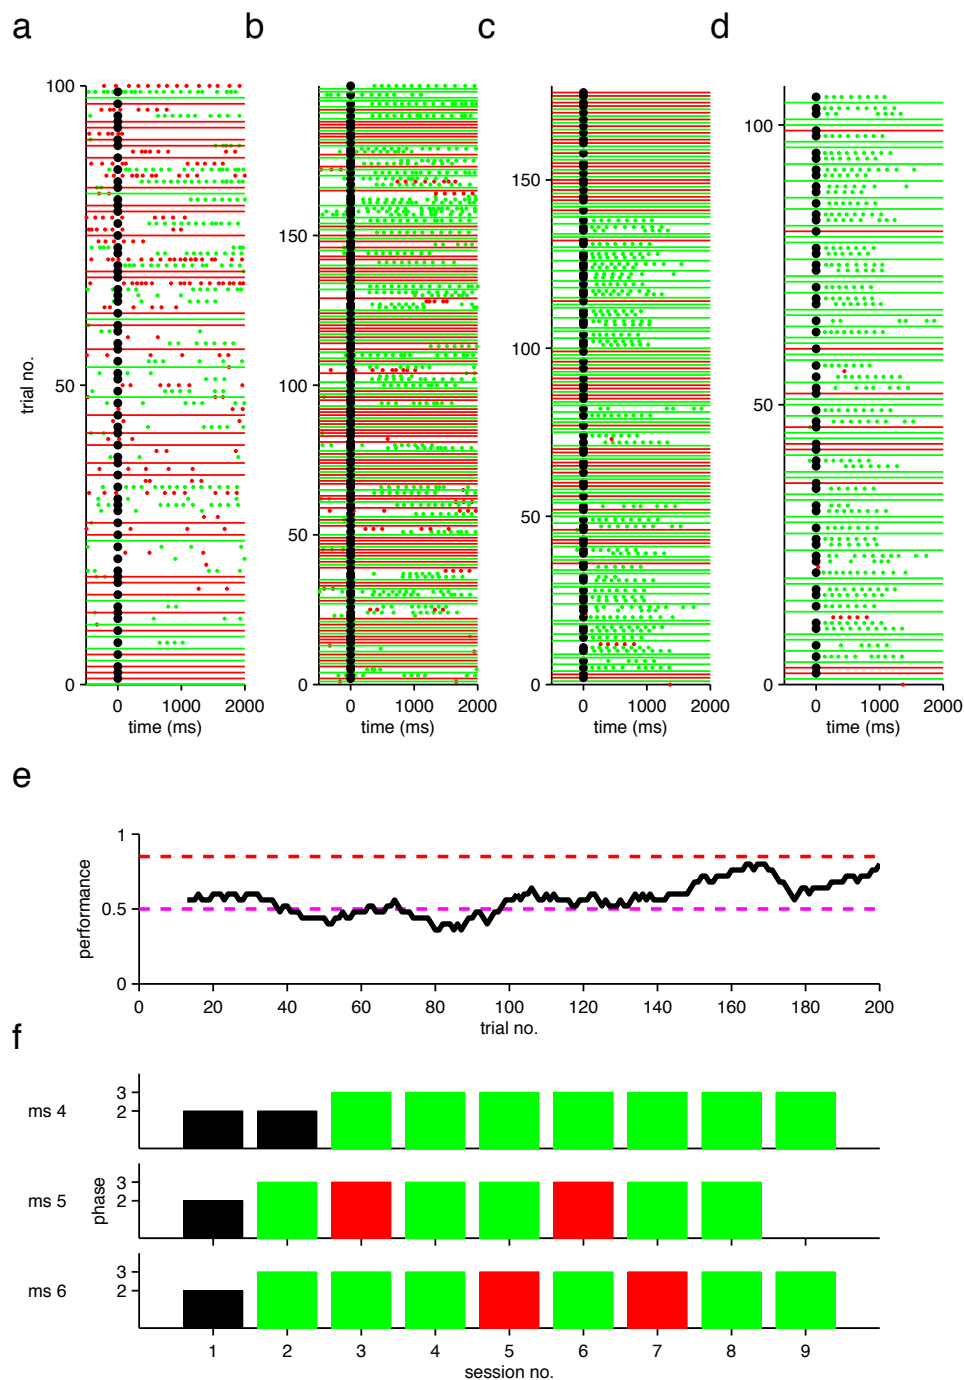 a b c d
100 150 150 100
trial no.
50 100 100 50
50 50
0 0 0 0
0 1000 2000 0 1000 2000 0 1000 2000 0 1000 2000
time (ms) time (ms) time (ms) time (ms)
e
performance
1
0.5
0
0 20 40 60 80 100 120 140 160 180 200
trial no.
f
ms 4 3 2
ms 5 phase 3 2
ms 6 3 2
1 2 3 4 5 6 7 8 9
session no.